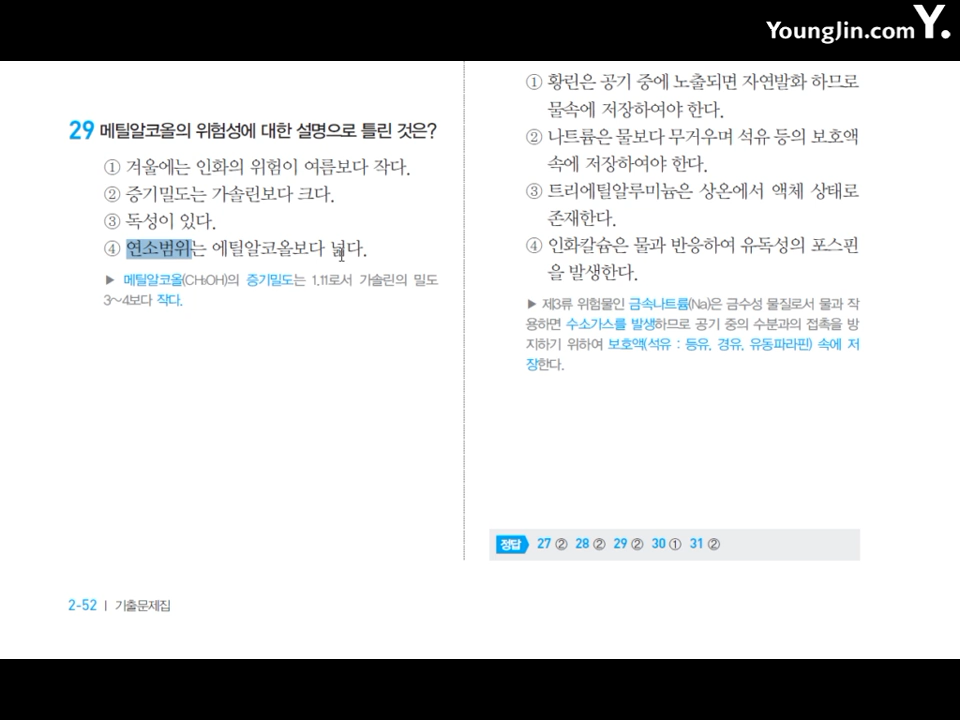 YoungJin.com Y.
29 메틸알코올의 위험성에 대한 설명으로 틀린 것은?
① 겨울에는 인화의 위험이 여름보다 작다.
② 증기밀도는 가솔린보다 크다.
③ 독성이 있다.
④ 연소범위는 에틸알코올보다 넓다.
▶ 메틸알코올(CH₃OH)의 증기밀도는 1.11로서 가솔린의 밀도
3~4보다 작다.
① 황린은 공기 중에 노출되면 자연발화 하므로
물속에 저장하여야 한다.
② 나트륨은 물보다 무거우며 석유 등의 보호액
속에 저장하여야 한다.
③ 트리에틸알루미늄은 상온에서 액체 상태로
존재한다.
④ 인화칼슘은 물과 반응하여 유독성의 포스핀
을 발생한다.
▶ 제3류 위험물인 금속나트륨(Na)은 금수성 물질로서 물과 작
용하면 수소가스를 발생하므로 공기 중의 수분과의 접촉을 방
지하기 위하여 보호액(석유 : 등유, 경유, 유동파라핀) 속에 저
장한다.
정답 27 ② 28 ② 29 ② 30 ① 31 ②
2-52 | 기출문제집